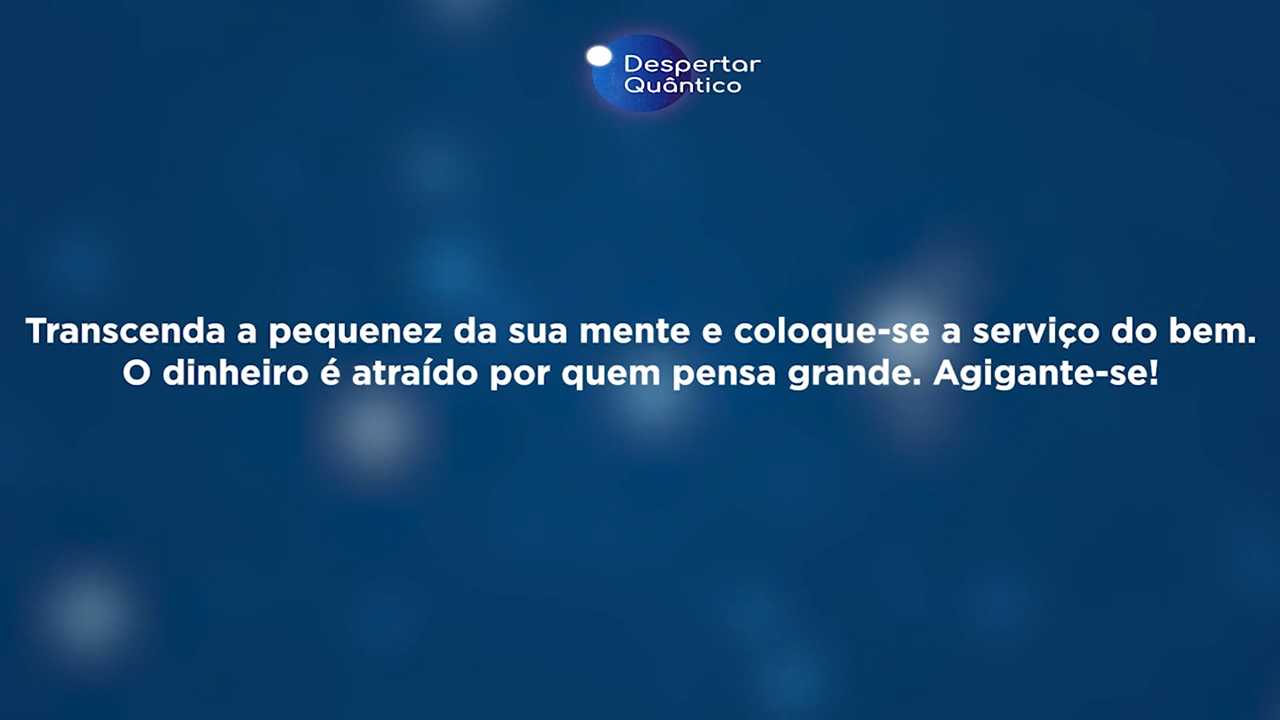 Despertar
Quântico
Transcenda a pequenez da sua mente e coloque-se a serviço do bem.
O dinheiro é atraído por quem pensa grande. Agigante-se!